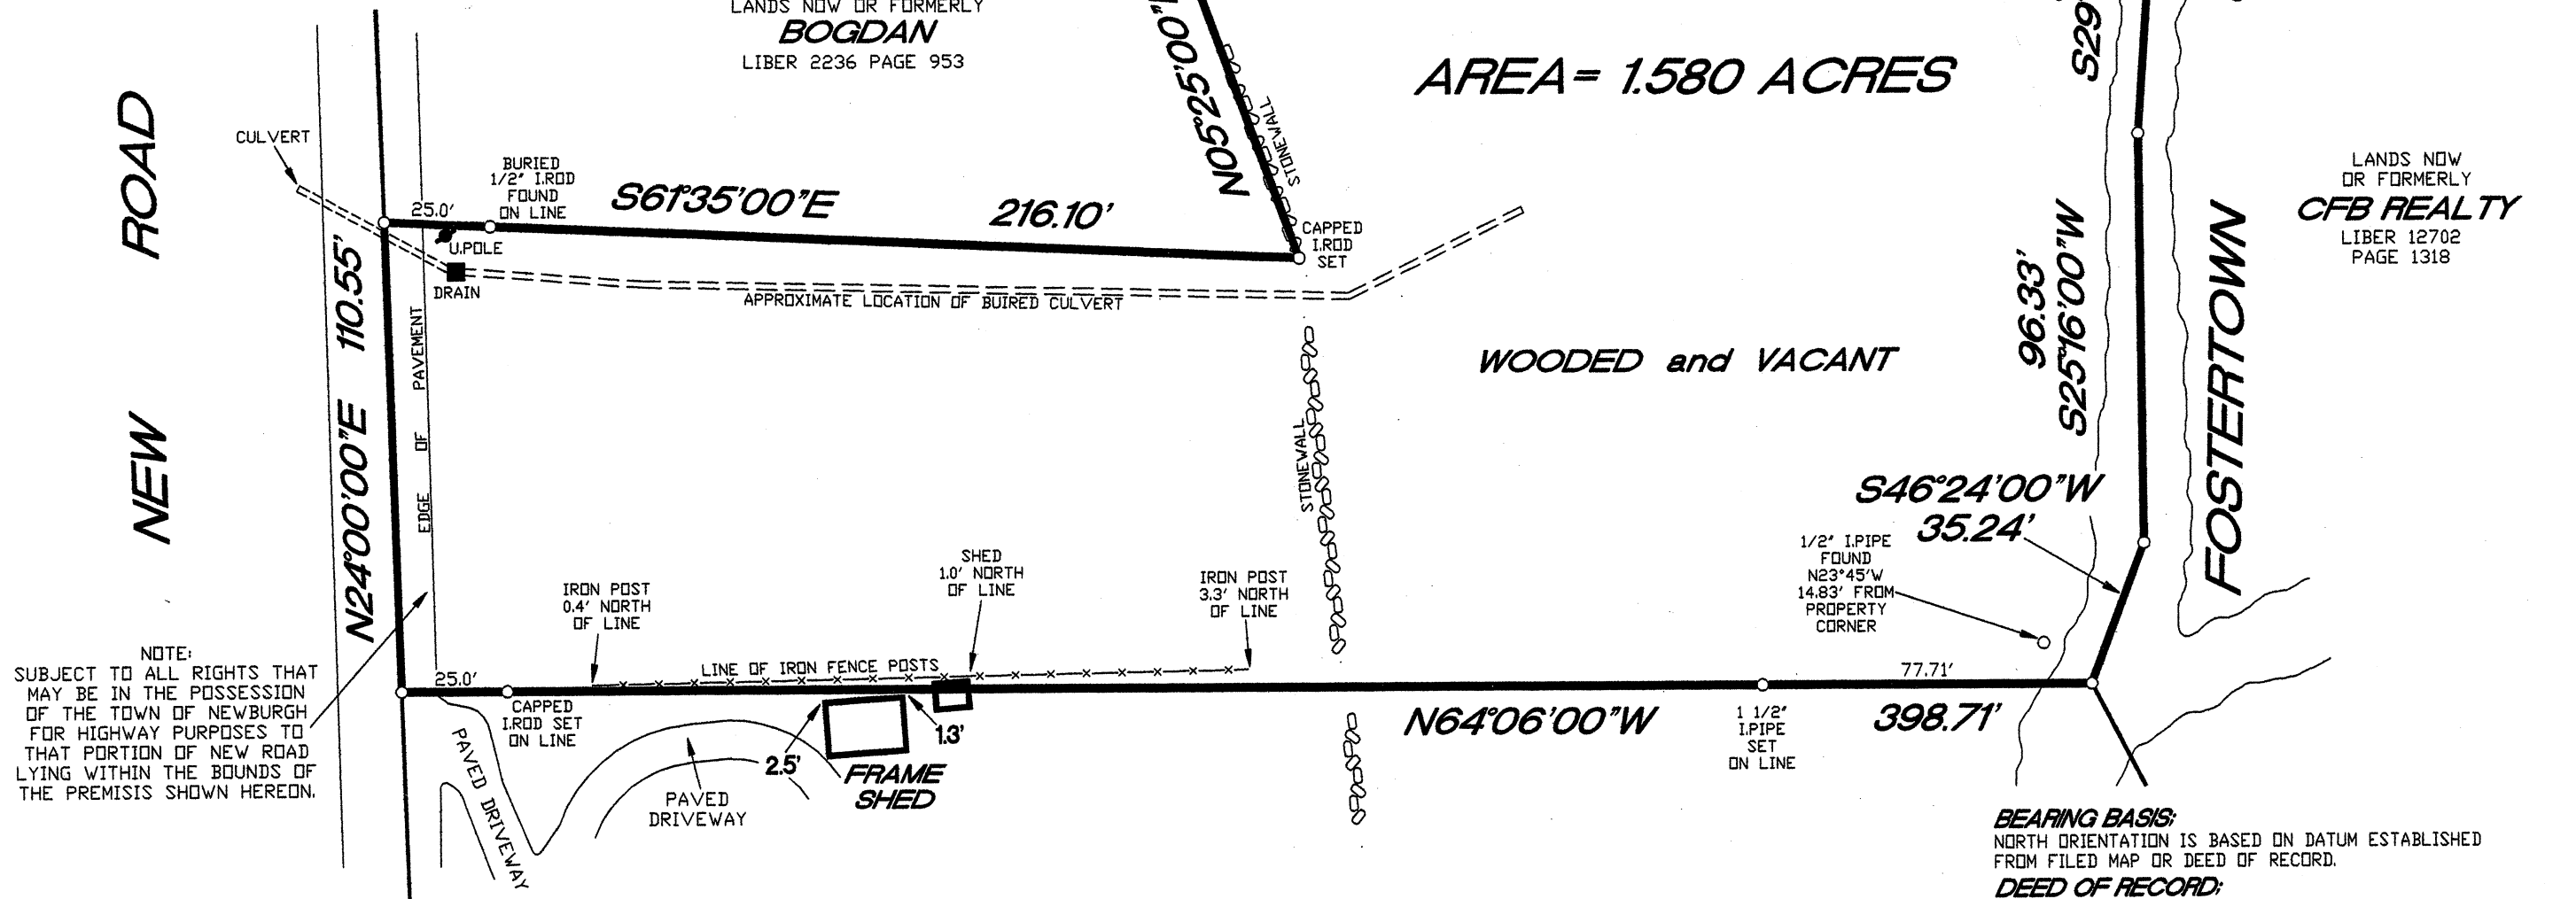 LANDS NOW OR FORMERLY
BOGDAN
LIBER 2236 PAGE 953
N05°25'00"
STONEWALL
AREA= 1.580 ACRES
S29
NEW ROAD
CULVERT
BURIED
1/2" I.ROD
FOUND
ON LINE
25.0'
S61°35'00"E 216.10'
U.POLE
DRAIN
CAPPED
I.ROD
SET
APPROXIMATE LOCATION OF BUIRED CULVERT
LANDS NOW
OR FORMERLY
CFB REALTY
LIBER 12702
PAGE 1318
N24°00'00"E 110.55'
EDGE OF PAVEMENT
STONEWALL
WOODED and VACANT
96.33'
S25°16'00"W
FOSTERTOWN
S46°24'00"W
35.24'
1/2" I.PIPE
FOUND
N23°45'W
14.83' FROM
PROPERTY
CORNER
IRON POST
0.4' NORTH
OF LINE
SHED
1.0' NORTH
OF LINE
IRON POST
3.3' NORTH
OF LINE
NOTE:
SUBJECT TO ALL RIGHTS THAT
MAY BE IN THE POSSESSION
OF THE TOWN OF NEWBURGH
FOR HIGHWAY PURPOSES TO
THAT PORTION OF NEW ROAD
LYING WITHIN THE BOUNDS OF
THE PREMISIS SHOWN HEREON.
25.0'
LINE OF IRON FENCE POSTS
77.71'
CAPPED
I.ROD SET
ON LINE
PAVED DRIVEWAY
PAVED
DRIVEWAY
2.5'
1.3'
FRAME
SHED
N64°06'00"W
1 1/2"
I.PIPE
SET
ON LINE
398.71'
BEARING BASIS;
NORTH ORIENTATION IS BASED ON DATUM ESTABLISHED
FROM FILED MAP OR DEED OF RECORD.
DEED OF RECORD;